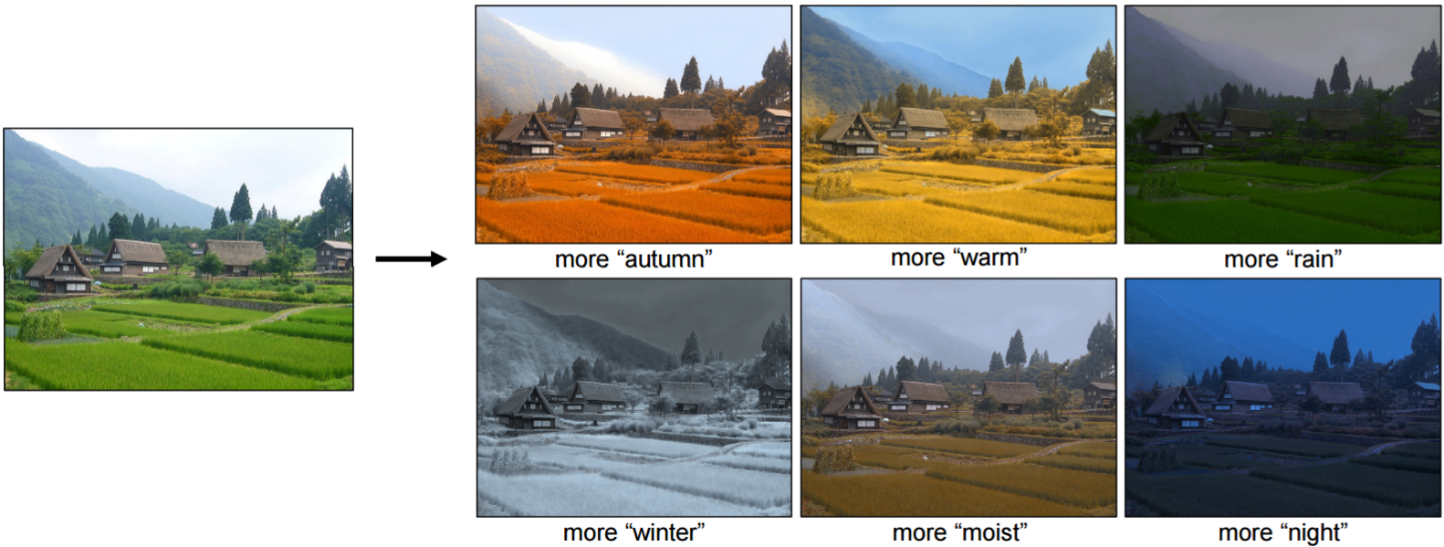 more “autumn”
more “warm”
more “rain”
more “winter”
more “moist”
more “night”